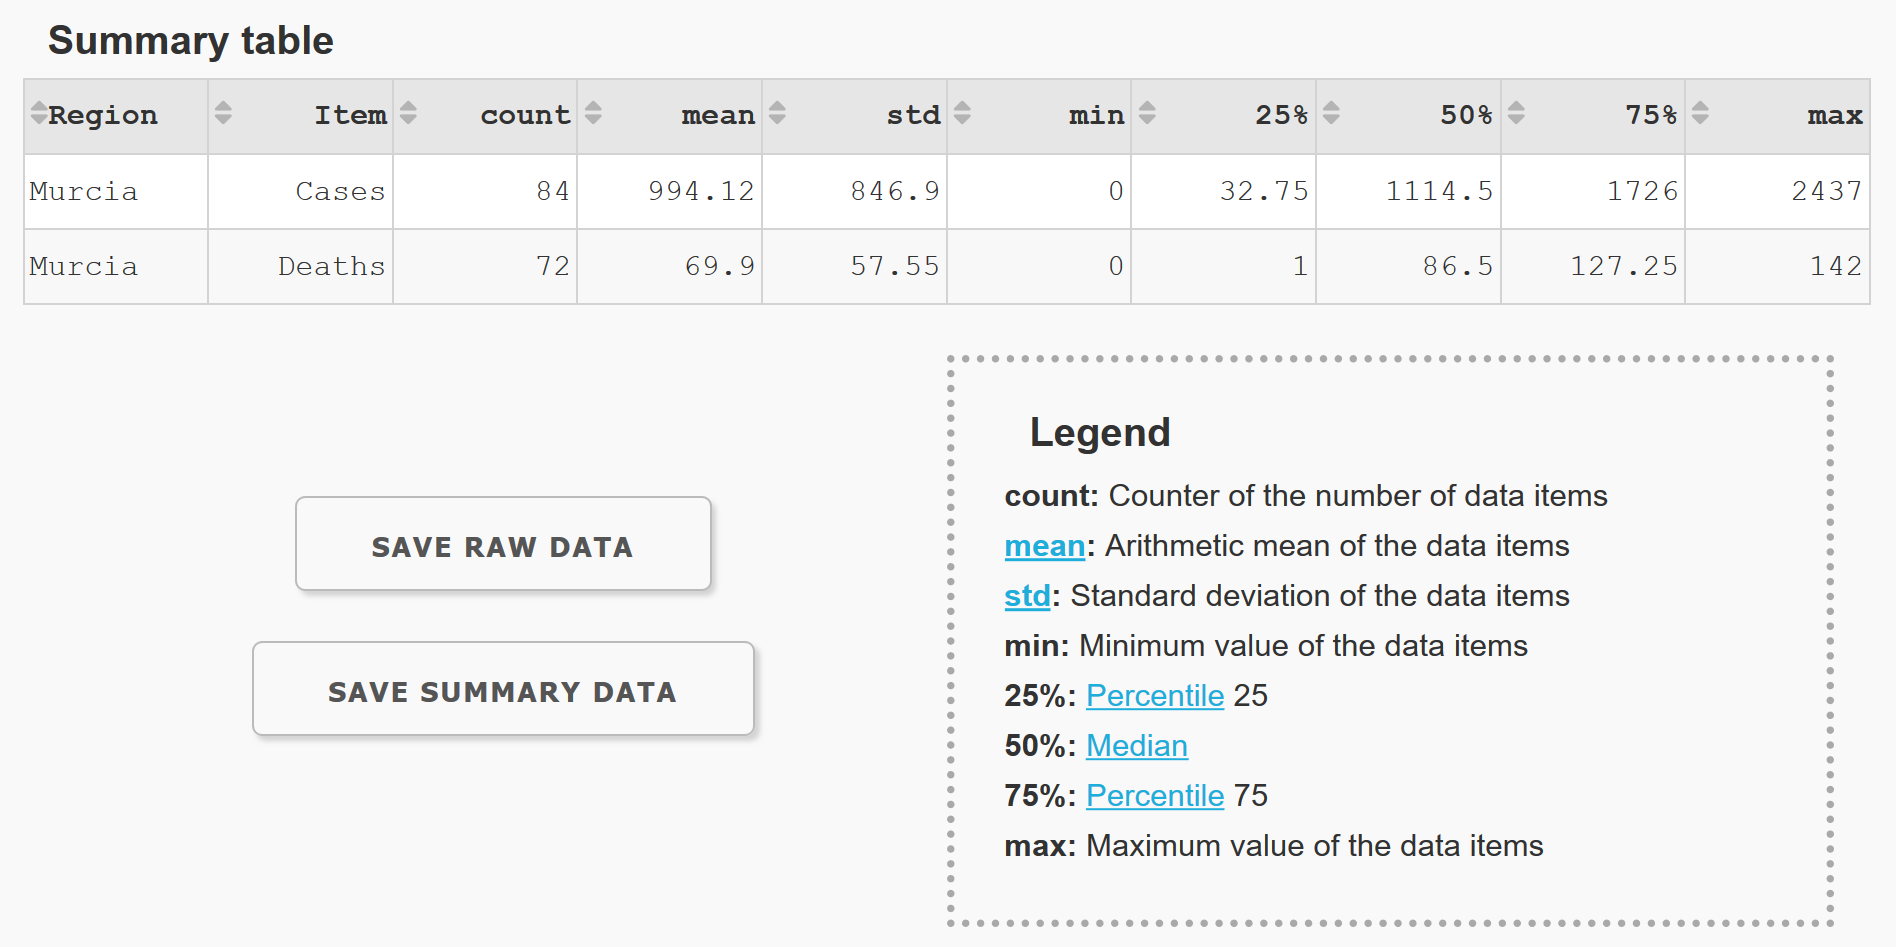 Summary table
Region Item count mean std min 25% 50% 75% max
Murcia Cases 84 994.12 846.9 0 32.75 1114.5 1726 2437
Murcia Deaths 72 69.9 57.55 0 1 86.5 127.25 142
SAVE RAW DATA
SAVE SUMMARY DATA
Legend
count: Counter of the number of data items
mean: Arithmetic mean of the data items
std: Standard deviation of the data items
min: Minimum value of the data items
25%: Percentile 25
50%: Median
75%: Percentile 75
max: Maximum value of the data items